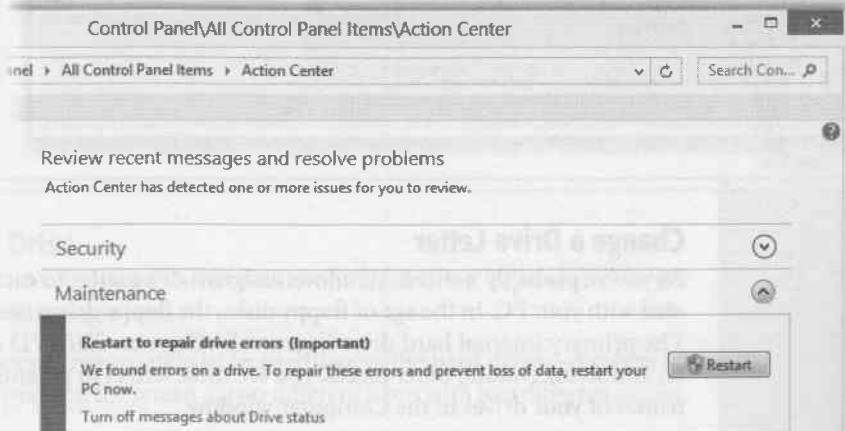 Control Panel\All Control Panel Items\Action Center
nel › All Control Panel Items › Action Center
Search Con...
Review recent messages and resolve problems
Action Center has detected one or more issues for you to review.
Security
Maintenance
Restart to repair drive errors (Important)
We found errors on a drive. To repair these errors and prevent loss of data, restart your
PC now.
Restart
Turn off messages about Drive status
Change a Drive Letter